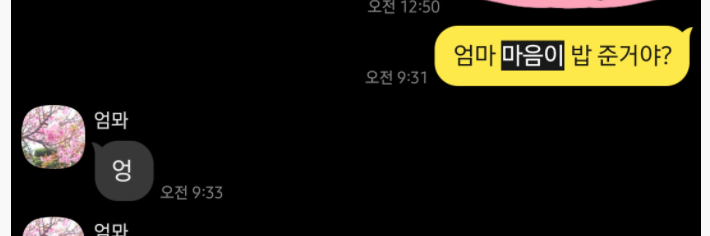 오전 12:50
엄마 마음이 밥 준거야?
오전 9:31
엄뫄
엉
오전 9:33
엄뫄